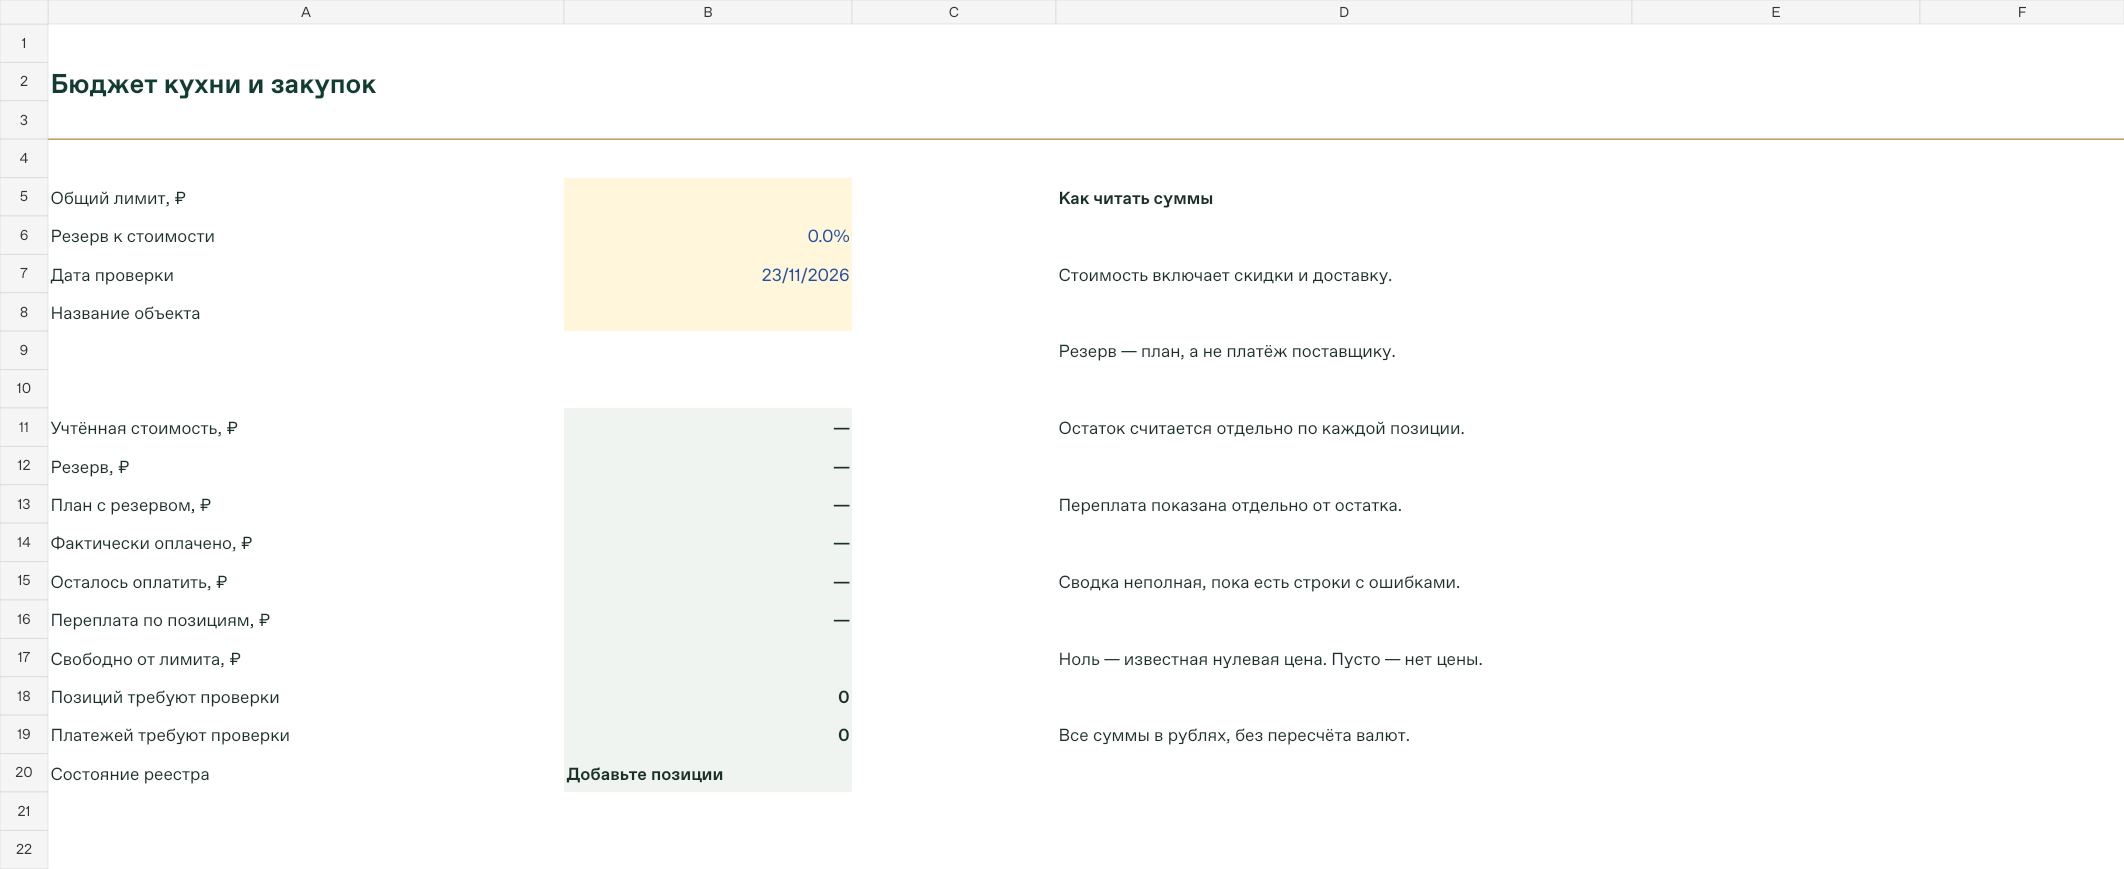 A B C D E F
1
2 Бюджет кухни и закупок
3
4
5 Общий лимит, ₽ Как читать суммы
6 Резерв к стоимости 0.0%
7 Дата проверки 23/11/2026 Стоимость включает скидки и доставку.
8 Название объекта
9 Резерв — план, а не платёж поставщику.
10
11 Учтённая стоимость, ₽ — Остаток считается отдельно по каждой позиции.
12 Резерв, ₽ —
13 План с резервом, ₽ — Переплата показана отдельно от остатка.
14 Фактически оплачено, ₽ —
15 Осталось оплатить, ₽ — Сводка неполная, пока есть строки с ошибками.
16 Переплата по позициям, ₽ —
17 Свободно от лимита, ₽ Ноль — известная нулевая цена. Пусто — нет цены.
18 Позиций требуют проверки 0
19 Платежей требуют проверки 0 Все суммы в рублях, без пересчёта валют.
20 Состояние реестра Добавьте позиции
21
22